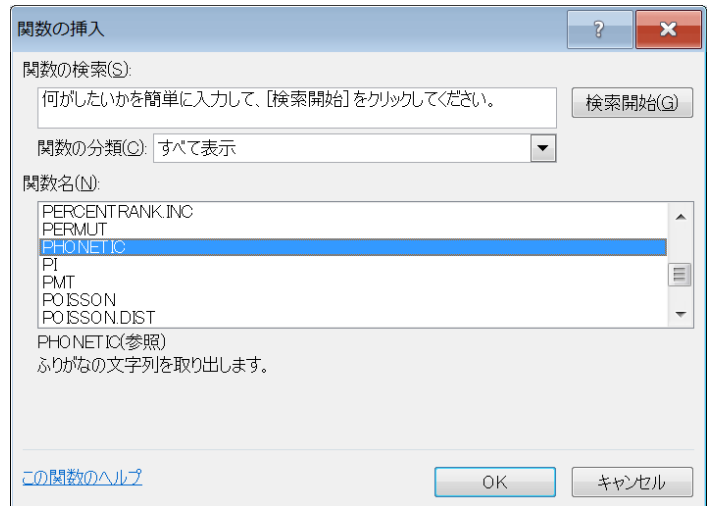 関数の挿入
関数の検索(S):
何がしたいかを簡単に入力して、[検索開始]をクリックしてください。
検索開始(G)
関数の分類(C): すべて表示
関数名(N):
PERCENTRANK.INC
PERMUT
PHONETIC
PI
PMT
POISSON
POISSON.DIST
PHONETIC(参照)
ふりがなの文字列を取り出します。
この関数のヘルプ
OK
キャンセル